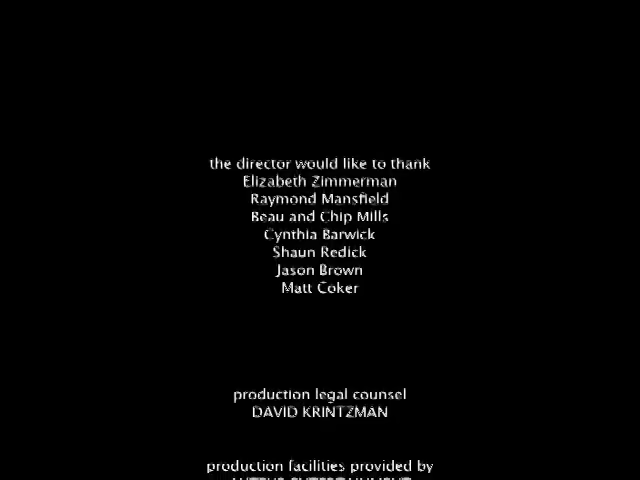 the director would like to thank
Elizabeth Zimmerman
Raymond Mansfield
Beau and Chip Mills
Cynthia Barwick
Shaun Redick
Jason Brown
Matt Coker
production legal counsel
DAVID KRINTZMAN
production facilities provided by